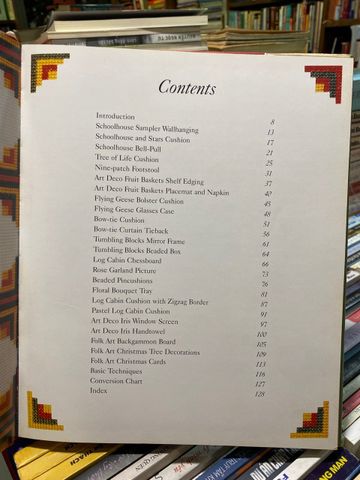 Contents
Introduction 8
Schoolhouse Sampler Wallhanging 13
Schoolhouse and Stars Cushion 17
Schoolhouse Bell-Pull 21
Tree of Life Cushion 25
Nine-patch Footstool 31
Art Deco Fruit Baskets Shelf Edging 37
Art Deco Fruit Baskets Placemat and Napkin 42
Flying Geese Bolster Cushion 45
Flying Geese Glasses Case 48
Bow-tie Cushion 51
Bow-tie Curtain Tieback 56
Tumbling Blocks Mirror Frame 61
Tumbling Blocks Beaded Box 64
Log Cabin Chessboard 66
Rose Garland Picture 73
Beaded Pincushions 76
Floral Bouquet Tray 81
Log Cabin Cushion with Zigzag Border 87
Pastel Log Cabin Cushion 91
Art Deco Iris Window Screen 97
Art Deco Iris Handtowel 100
Folk Art Backgammon Board 105
Folk Art Christmas Tree Decorations 109
Folk Art Christmas Cards 113
Basic Techniques 116
Conversion Chart 127
Index 128